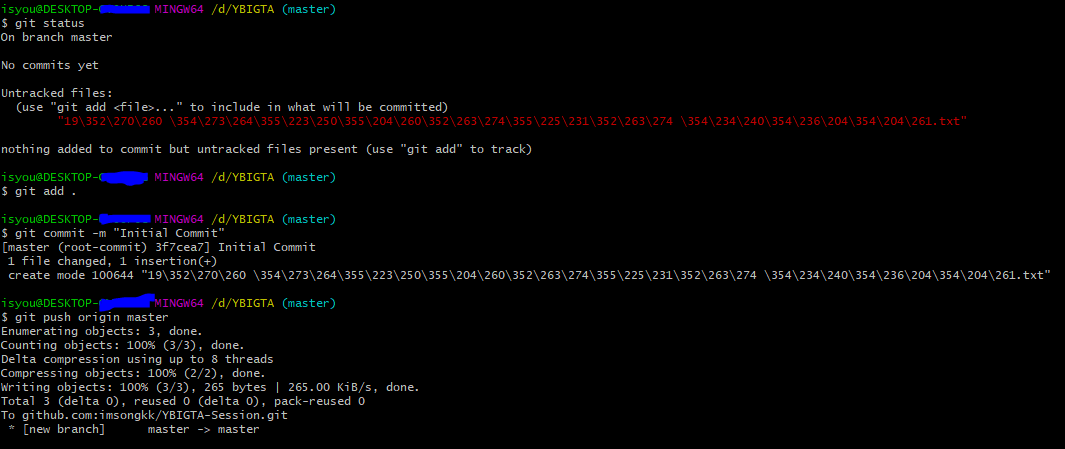 isyou@DESKTOP- MINGW64 /d/YBIGTA (master)
$ git status
On branch master
No commits yet
Untracked files:
(use "git add <file>..." to include in what will be committed)
"19\352\270\260 \354\273\264\355\223\250\355\204\260\352\263\274\355\225\231\352\263\274 \354\234\240\354\236\204\354\204\261.txt"
nothing added to commit but untracked files present (use "git add" to track)
isyou@DESKTOP- MINGW64 /d/YBIGTA (master)
$ git add .
isyou@DESKTOP- MINGW64 /d/YBIGTA (master)
$ git commit -m "Initial Commit"
[master (root-commit) 3f7cea7] Initial Commit
1 file changed, 1 insertion(+)
create mode 100644 "19\352\270\260 \354\273\264\355\223\250\355\204\260\352\263\274\355\225\231\352\263\274 \354\234\240\354\236\204\354\204\261.txt"
isyou@DESKTOP- MINGW64 /d/YBIGTA (master)
$ git push origin master
Enumerating objects: 3, done.
Counting objects: 100% (3/3), done.
Delta compression using up to 8 threads
Compressing objects: 100% (2/2), done.
Writing objects: 100% (3/3), 265 bytes | 265.00 KiB/s, done.
Total 3 (delta 0), reused 0 (delta 0), pack-reused 0
To github.com:imsongkk/YBIGTA-Session.git
* [new branch] master -> master